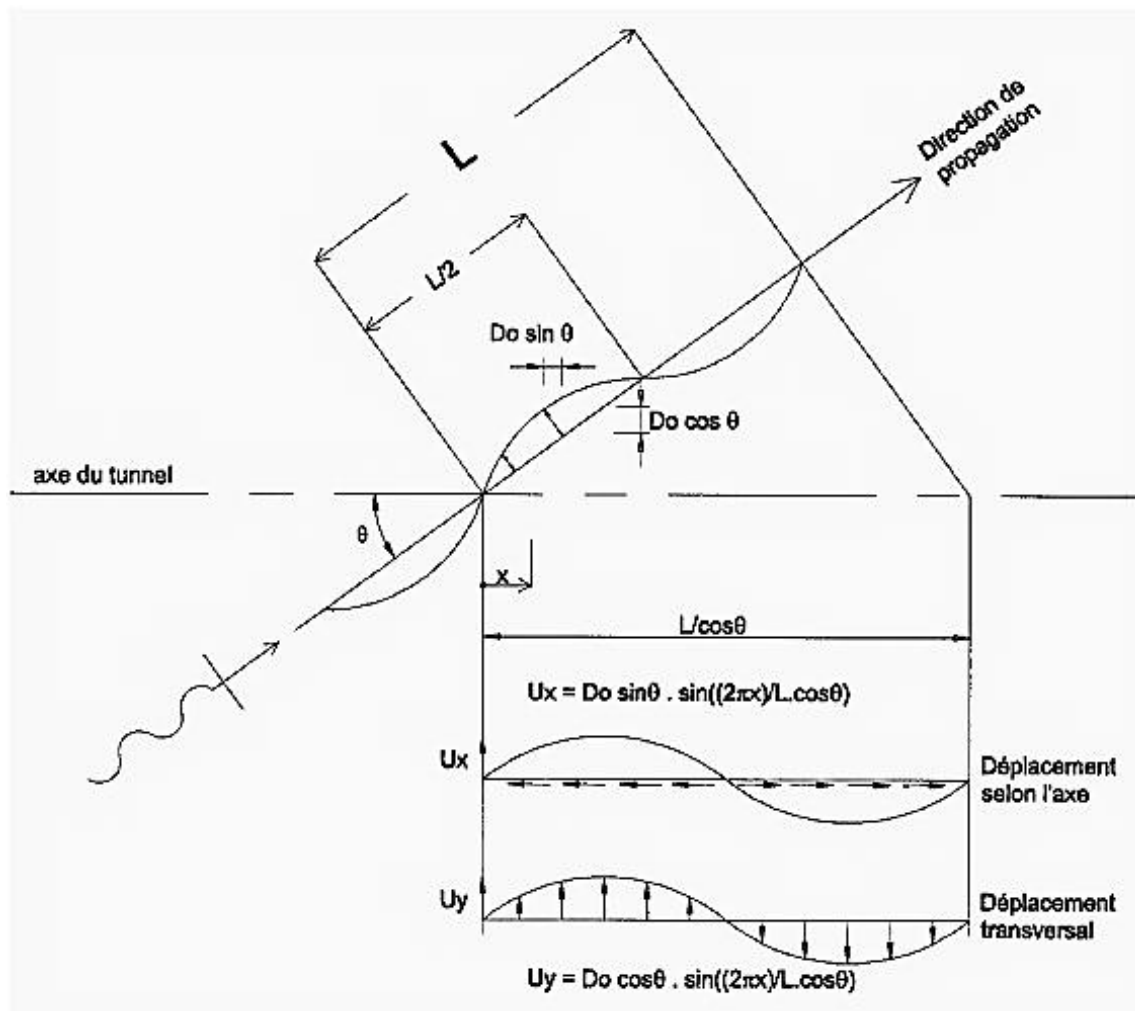 L
Direction de
propagation
L/2
Do sin θ
Do cos θ
axe du tunnel
θ
x
L/cosθ
Ux = Do sinθ . sin((2πx)/L.cosθ)
Ux
Déplacement
selon l'axe
Uy
Déplacement
transversal
Uy = Do cosθ . sin((2πx)/L.cosθ)